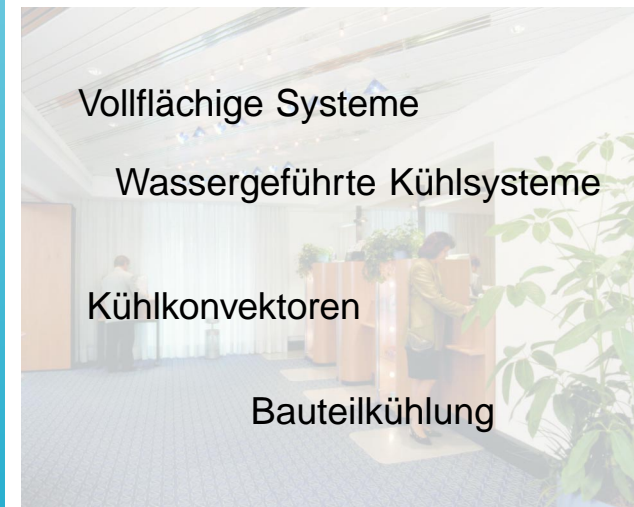 Vollflächige Systeme
Wassergeführte Kühlsysteme
Kühlkonvektoren
Bauteilkühlung